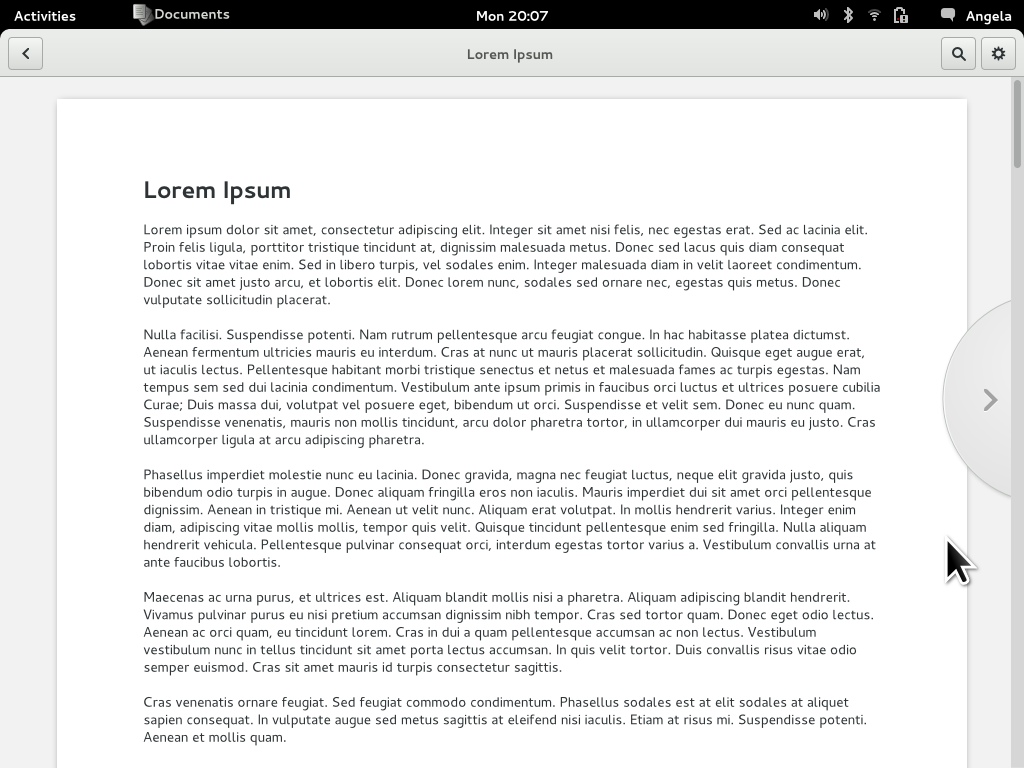 Activities
Documents
Mon 20:07
Angela
Lorem Ipsum
Lorem Ipsum
Lorem ipsum dolor sit amet, consectetur adipiscing elit. Integer sit amet nisi felis, nec egestas erat. Sed ac lacinia elit.
Proin felis ligula, porttitor tristique tincidunt at, dignissim malesuada metus. Donec sed lacus quis diam consequat
lobortis vitae vitae enim. Sed in libero turpis, vel sodales enim. Integer malesuada diam in velit laoreet condimentum.
Donec sit amet justo arcu, et lobortis elit. Donec lorem nunc, sodales sed ornare nec, egestas quis metus. Donec
vulputate sollicitudin placerat.
Nulla facilisi. Suspendisse potenti. Nam rutrum pellentesque arcu feugiat congue. In hac habitasse platea dictumst.
Aenean fermentum ultricies mauris eu interdum. Cras at nunc ut mauris placerat sollicitudin. Quisque eget augue erat,
ut iaculis lectus. Pellentesque habitant morbi tristique senectus et netus et malesuada fames ac turpis egestas. Nam
tempus sem sed dui lacinia condimentum. Vestibulum ante ipsum primis in faucibus orci luctus et ultrices posuere cubilia
Curae; Duis massa dui, volutpat vel posuere eget, bibendum ut orci. Suspendisse et velit sem. Donec eu nunc quam.
Suspendisse venenatis, mauris non mollis tincidunt, arcu dolor pharetra tortor, in ullamcorper dui mauris eu justo. Cras
ullamcorper ligula at arcu adipiscing pharetra.
Phasellus imperdiet molestie nunc eu lacinia. Donec gravida, magna nec feugiat luctus, neque elit gravida justo, quis
bibendum odio turpis in augue. Donec aliquam fringilla eros non iaculis. Mauris imperdiet dui sit amet orci pellentesque
dignissim. Aenean in tristique mi. Aenean ut velit nunc. Aliquam erat volutpat. In mollis hendrerit varius. Integer enim
diam, adipiscing vitae mollis mollis, tempor quis velit. Quisque tincidunt pellentesque enim sed fringilla. Nulla aliquam
hendrerit vehicula. Pellentesque pulvinar consequat orci, interdum egestas tortor varius a. Vestibulum convallis urna at
ante faucibus lobortis.
Maecenas ac urna purus, et ultrices est. Aliquam blandit mollis nisi a pharetra. Aliquam adipiscing blandit hendrerit.
Vivamus pulvinar purus eu nisi pretium accumsan dignissim nibh tempor. Cras sed tortor quam. Donec eget odio lectus.
Aenean ac orci quam, eu tincidunt lorem. Cras in dui a quam pellentesque accumsan ac non lectus. Vestibulum
vestibulum nunc in tellus tincidunt sit amet porta lectus accumsan. In quis velit tortor. Duis convallis risus vitae odio
semper euismod. Cras sit amet mauris id turpis consectetur sagittis.
Cras venenatis ornare feugiat. Sed feugiat commodo condimentum. Phasellus sodales est at elit sodales at aliquet
sapien consequat. In vulputate augue sed metus sagittis at eleifend nisi iaculis. Etiam at risus mi. Suspendisse potenti.
Aenean et mollis quam.